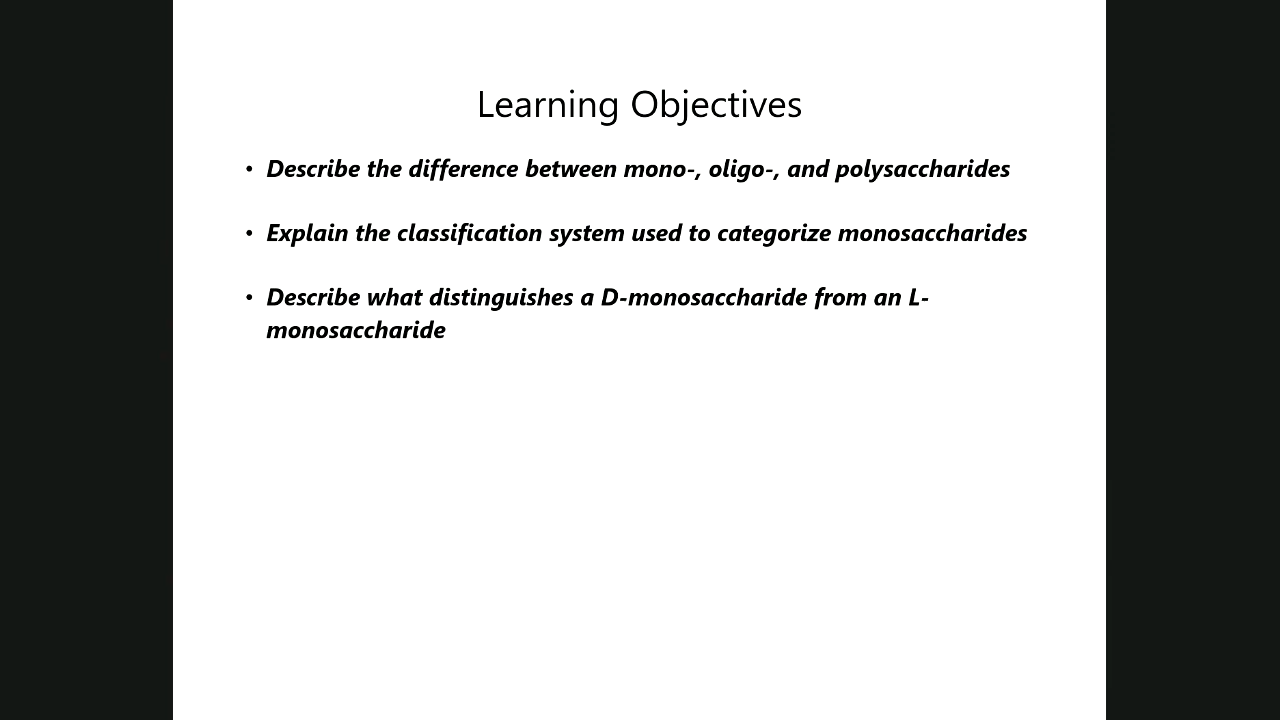 Learning Objectives
• Describe the difference between mono-, oligo-, and polysaccharides
• Explain the classification system used to categorize monosaccharides
• Describe what distinguishes a D-monosaccharide from an L-
monosaccharide